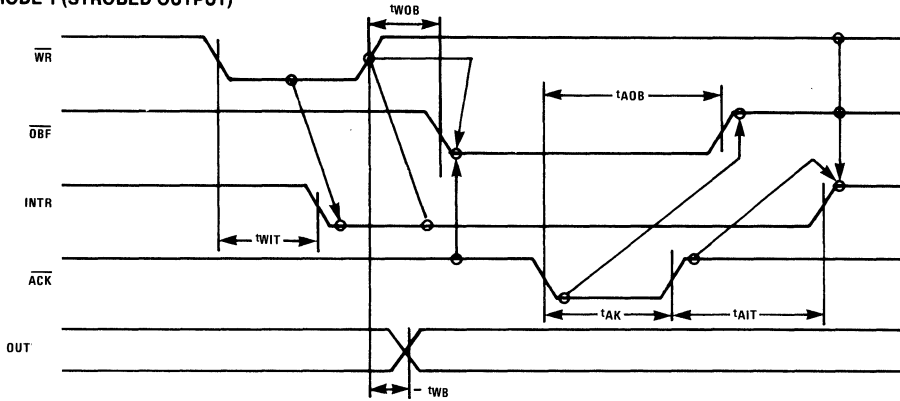 MODE 1 (STROBED OUTPUT)
tWOB
WR
tAOB
OBF
INTR
tWIT
ACK
tAK
tAIT
OUT
tWB